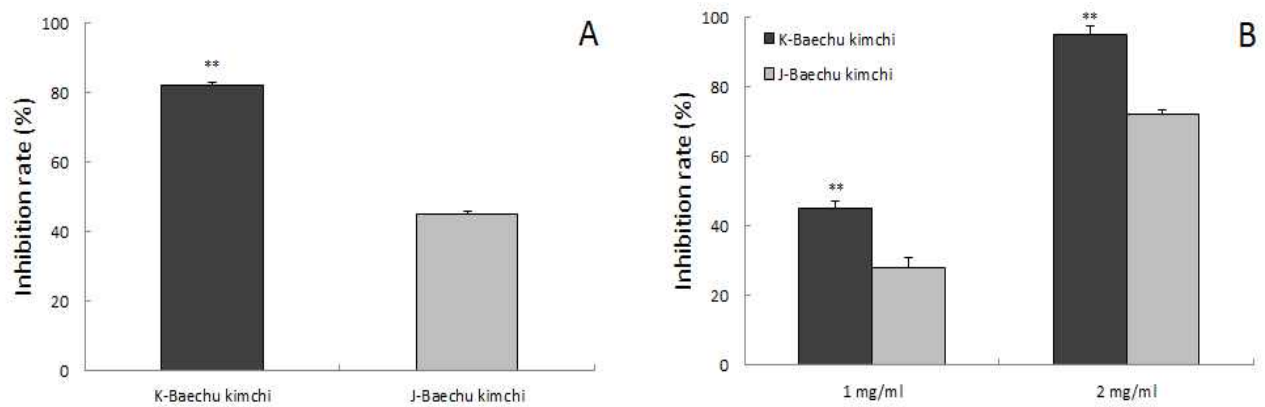 A
Inhibition rate (%)
100
80
60
40
20
0
**
K-Baechu kimchi
J-Baechu kimchi
B
Inhibition rate (%)
100
80
60
40
20
0
K-Baechu kimchi
J-Baechu kimchi
**
**
1 mg/ml
2 mg/ml